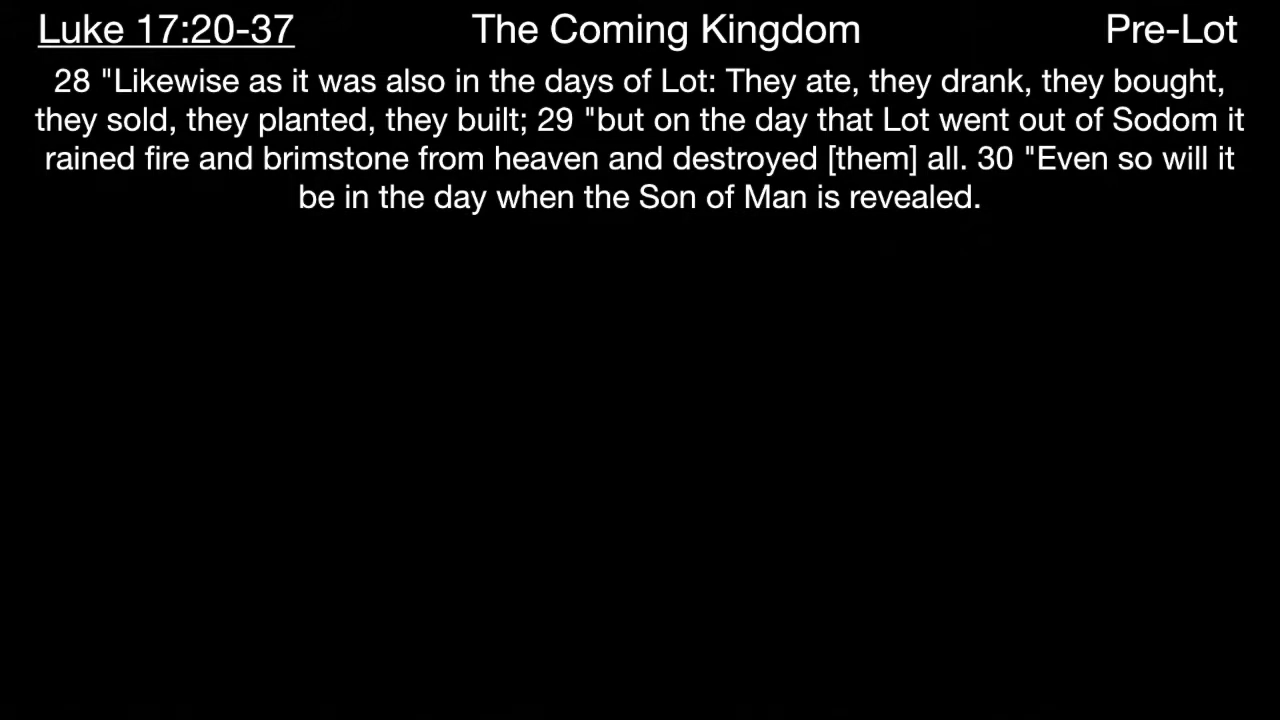 Luke 17:20-37 The Coming Kingdom Pre-Lot
28 "Likewise as it was also in the days of Lot: They ate, they drank, they bought,
they sold, they planted, they built; 29 "but on the day that Lot went out of Sodom it
rained fire and brimstone from heaven and destroyed [them] all. 30 "Even so will it
be in the day when the Son of Man is revealed.